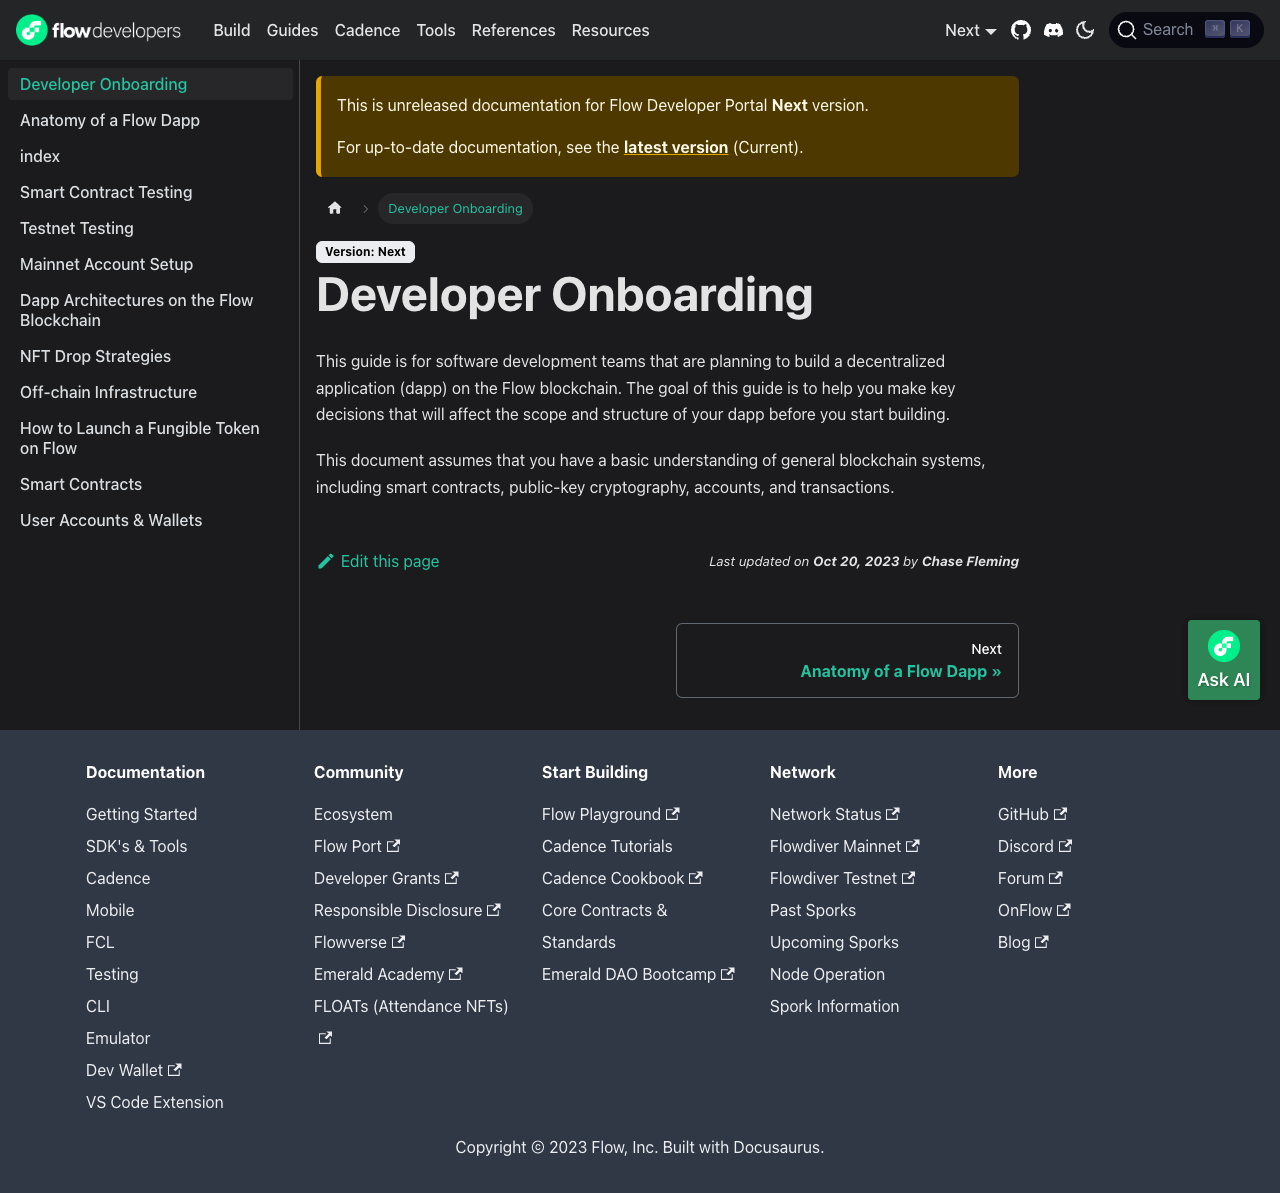 flowdevelopers
Build Guides Cadence Tools References Resources
Next
Search ⌘ K
Developer Onboarding
Anatomy of a Flow Dapp
index
Smart Contract Testing
Testnet Testing
Mainnet Account Setup
Dapp Architectures on the Flow
Blockchain
NFT Drop Strategies
Off-chain Infrastructure
How to Launch a Fungible Token
on Flow
Smart Contracts
User Accounts & Wallets
This is unreleased documentation for Flow Developer Portal Next version.
For up-to-date documentation, see the latest version (Current).
Developer Onboarding
Version: Next
Developer Onboarding
This guide is for software development teams that are planning to build a decentralized
application (dapp) on the Flow blockchain. The goal of this guide is to help you make key
decisions that will affect the scope and structure of your dapp before you start building.
This document assumes that you have a basic understanding of general blockchain systems,
including smart contracts, public-key cryptography, accounts, and transactions.
Edit this page
Last updated on Oct 20, 2023 by Chase Fleming
Next
Anatomy of a Flow Dapp »
Ask AI
Documentation
Getting Started
SDK's & Tools
Cadence
Mobile
FCL
Testing
CLI
Emulator
Dev Wallet
VS Code Extension
Community
Ecosystem
Flow Port
Developer Grants
Responsible Disclosure
Flowverse
Emerald Academy
FLOATs (Attendance NFTs)
Start Building
Flow Playground
Cadence Tutorials
Cadence Cookbook
Core Contracts &
Standards
Emerald DAO Bootcamp
Network
Network Status
Flowdiver Mainnet
Flowdiver Testnet
Past Sporks
Upcoming Sporks
Node Operation
Spork Information
More
GitHub
Discord
Forum
OnFlow
Blog
Copyright © 2023 Flow, Inc. Built with Docusaurus.